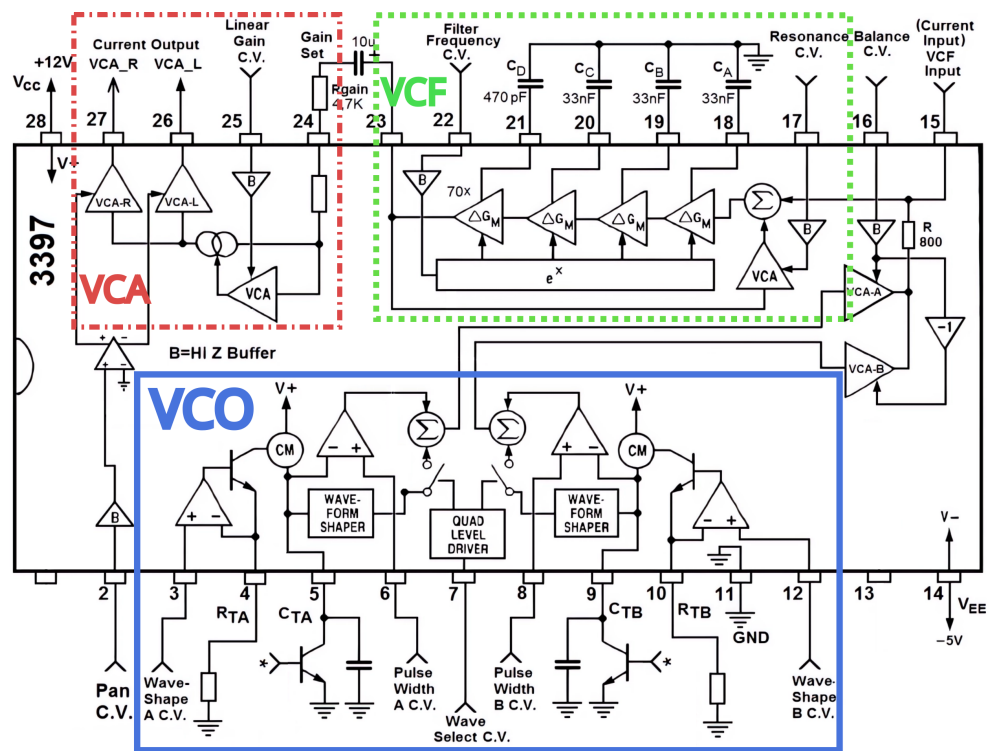 +12V
VCC
Current Output
VCA_R VCA_L
Linear
Gain
C.V.
Gain
Set
10u
Rgain
4.7K
VCF
Filter
Frequency
C.V.
CD
470pF
CC
33nF
CB
33nF
CA
33nF
Resonance
C.V.
Balance
C.V.
(Current
Input)
VCF
Input
28 27 26 25 24 23 22 21 20 19 18 17 16 15
V+
3397
VCA-R
VCA-L
B
VCA
VCA
B
70x
ΔGM
ΔGM
ΔGM
ΔGM
Σ
B
B
R
800
ex
VCA
VCA-A
-1
VCA-B
+ -
+ -
B=Hi Z Buffer
VCO
V+
CM
- +
Σ
Σ
+ -
V+
CM
WAVE-
FORM
SHAPER
QUAD
LEVEL
DRIVER
WAVE-
FORM
SHAPER
B
+ -
- +
V-
2 3 4 5 6 7 8 9 10 11 12 13 14
RTA
CTA
CTB
RTB
GND
VEE
-5V
*
*
Pan
C.V.
Wave-
Shape
A C.V.
Pulse
Width
A C.V.
Wave
Select C.V.
Pulse
Width
B C.V.
Wave-
Shape
B C.V.